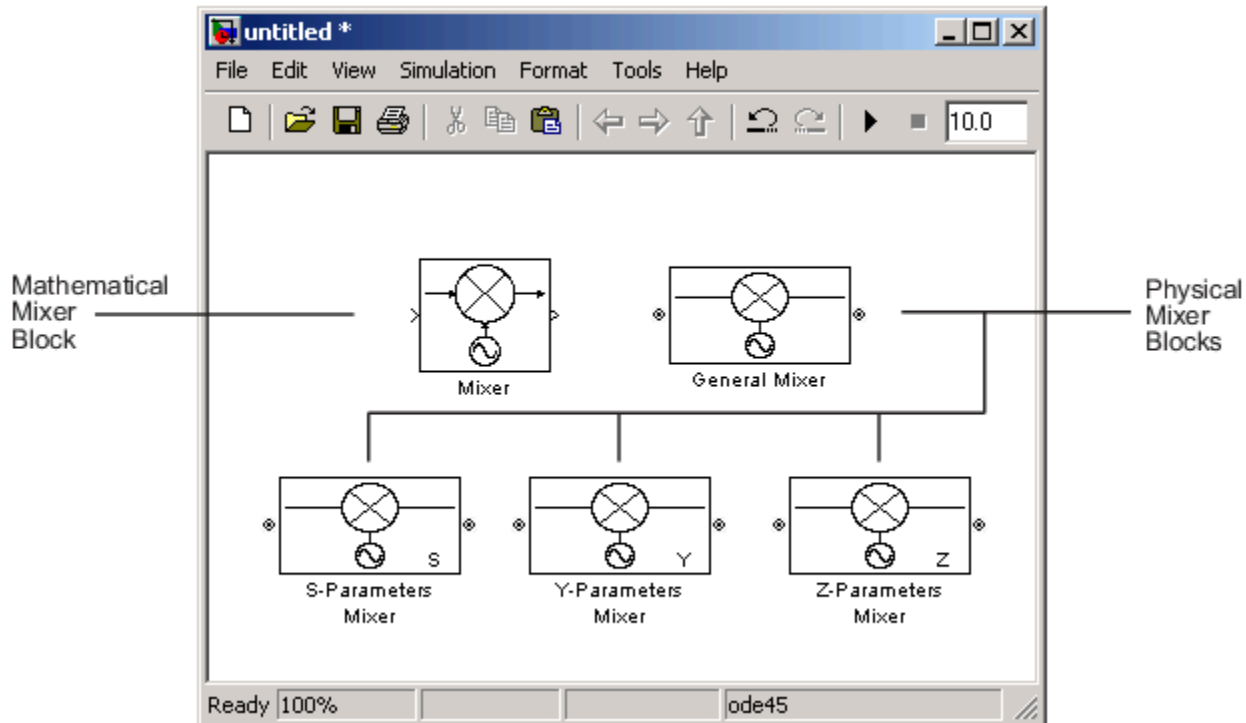 untitled *
File Edit View Simulation Format Tools Help
10.0
Mathematical
Mixer
Block
Mixer
General Mixer
Physical
Mixer
Blocks
S
S-Parameters
Mixer
Y
Y-Parameters
Mixer
Z
Z-Parameters
Mixer
Ready 100% ode45